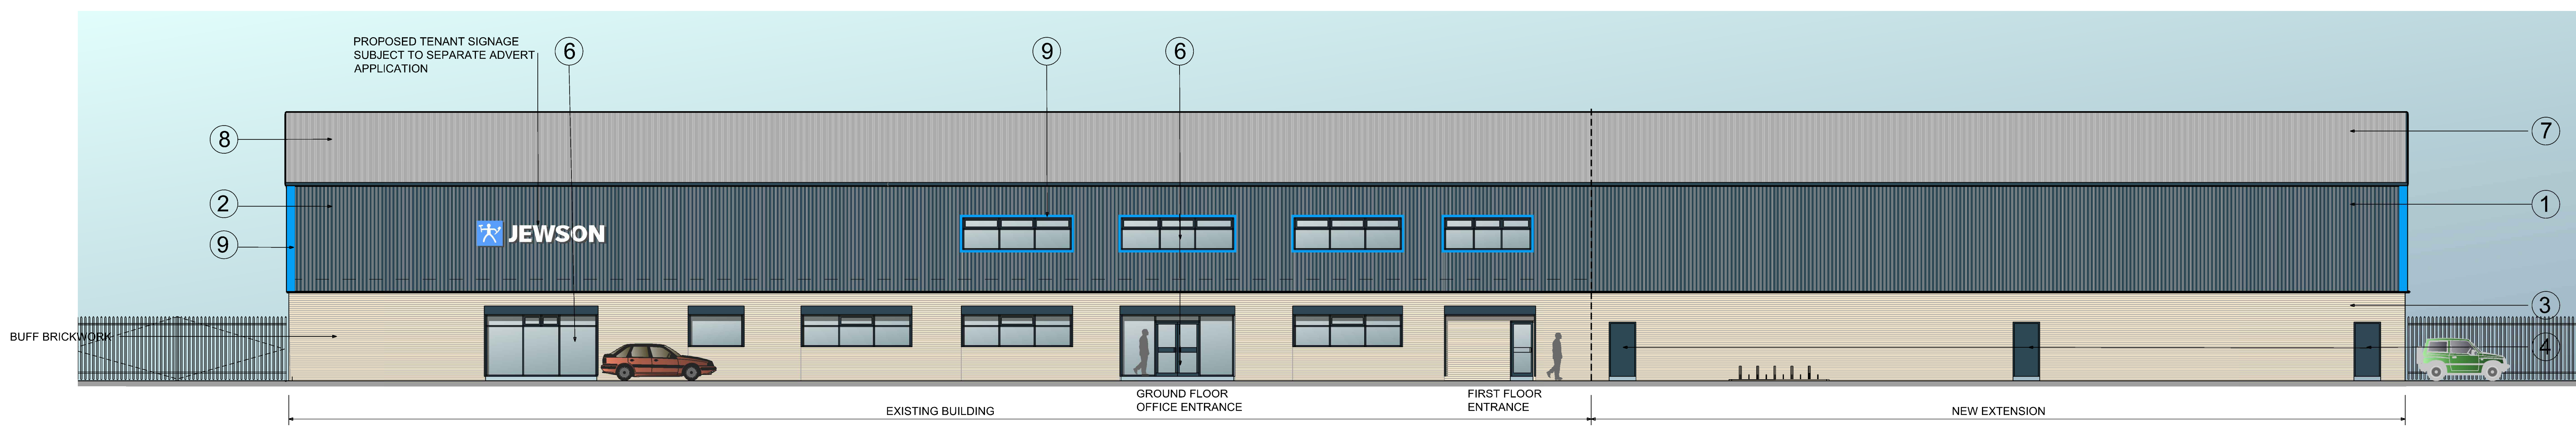 PROPOSED TENANT SIGNAGE
SUBJECT TO SEPARATE ADVERT
APPLICATION
6
9
6
8
7
2
1
9
JEWSON
3
BUFF BRICKWORK
4
GROUND FLOOR
OFFICE ENTRANCE
FIRST FLOOR
ENTRANCE
EXISTING BUILDING
NEW EXTENSION